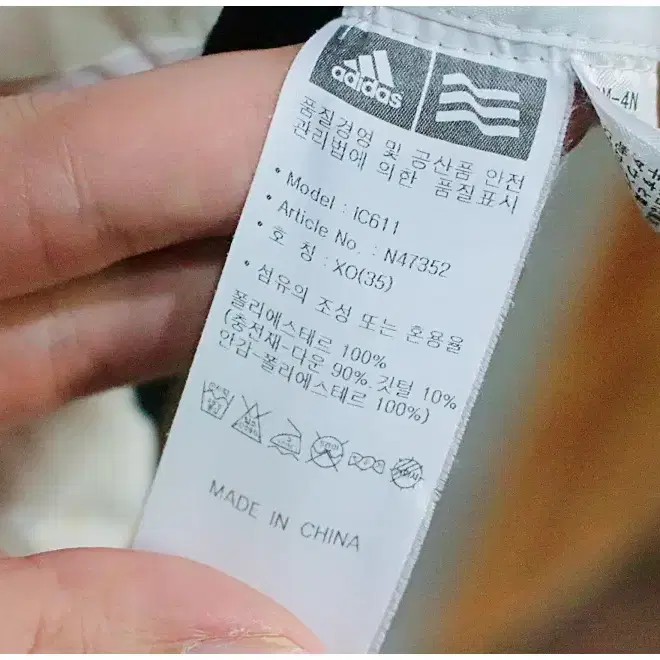 adidas
품질경영 및 공산품 안전
관리법에 의한 품질표시
• Model : IC611
• Article No. : N47352
• 호 칭 : XO(35)
• 섬유의 조성 또는 혼용율
폴리에스테르 100%
(충전재-다운 90%, 깃털 10%
안감-폴리에스테르 100%)
MADE IN CHINA
-4N